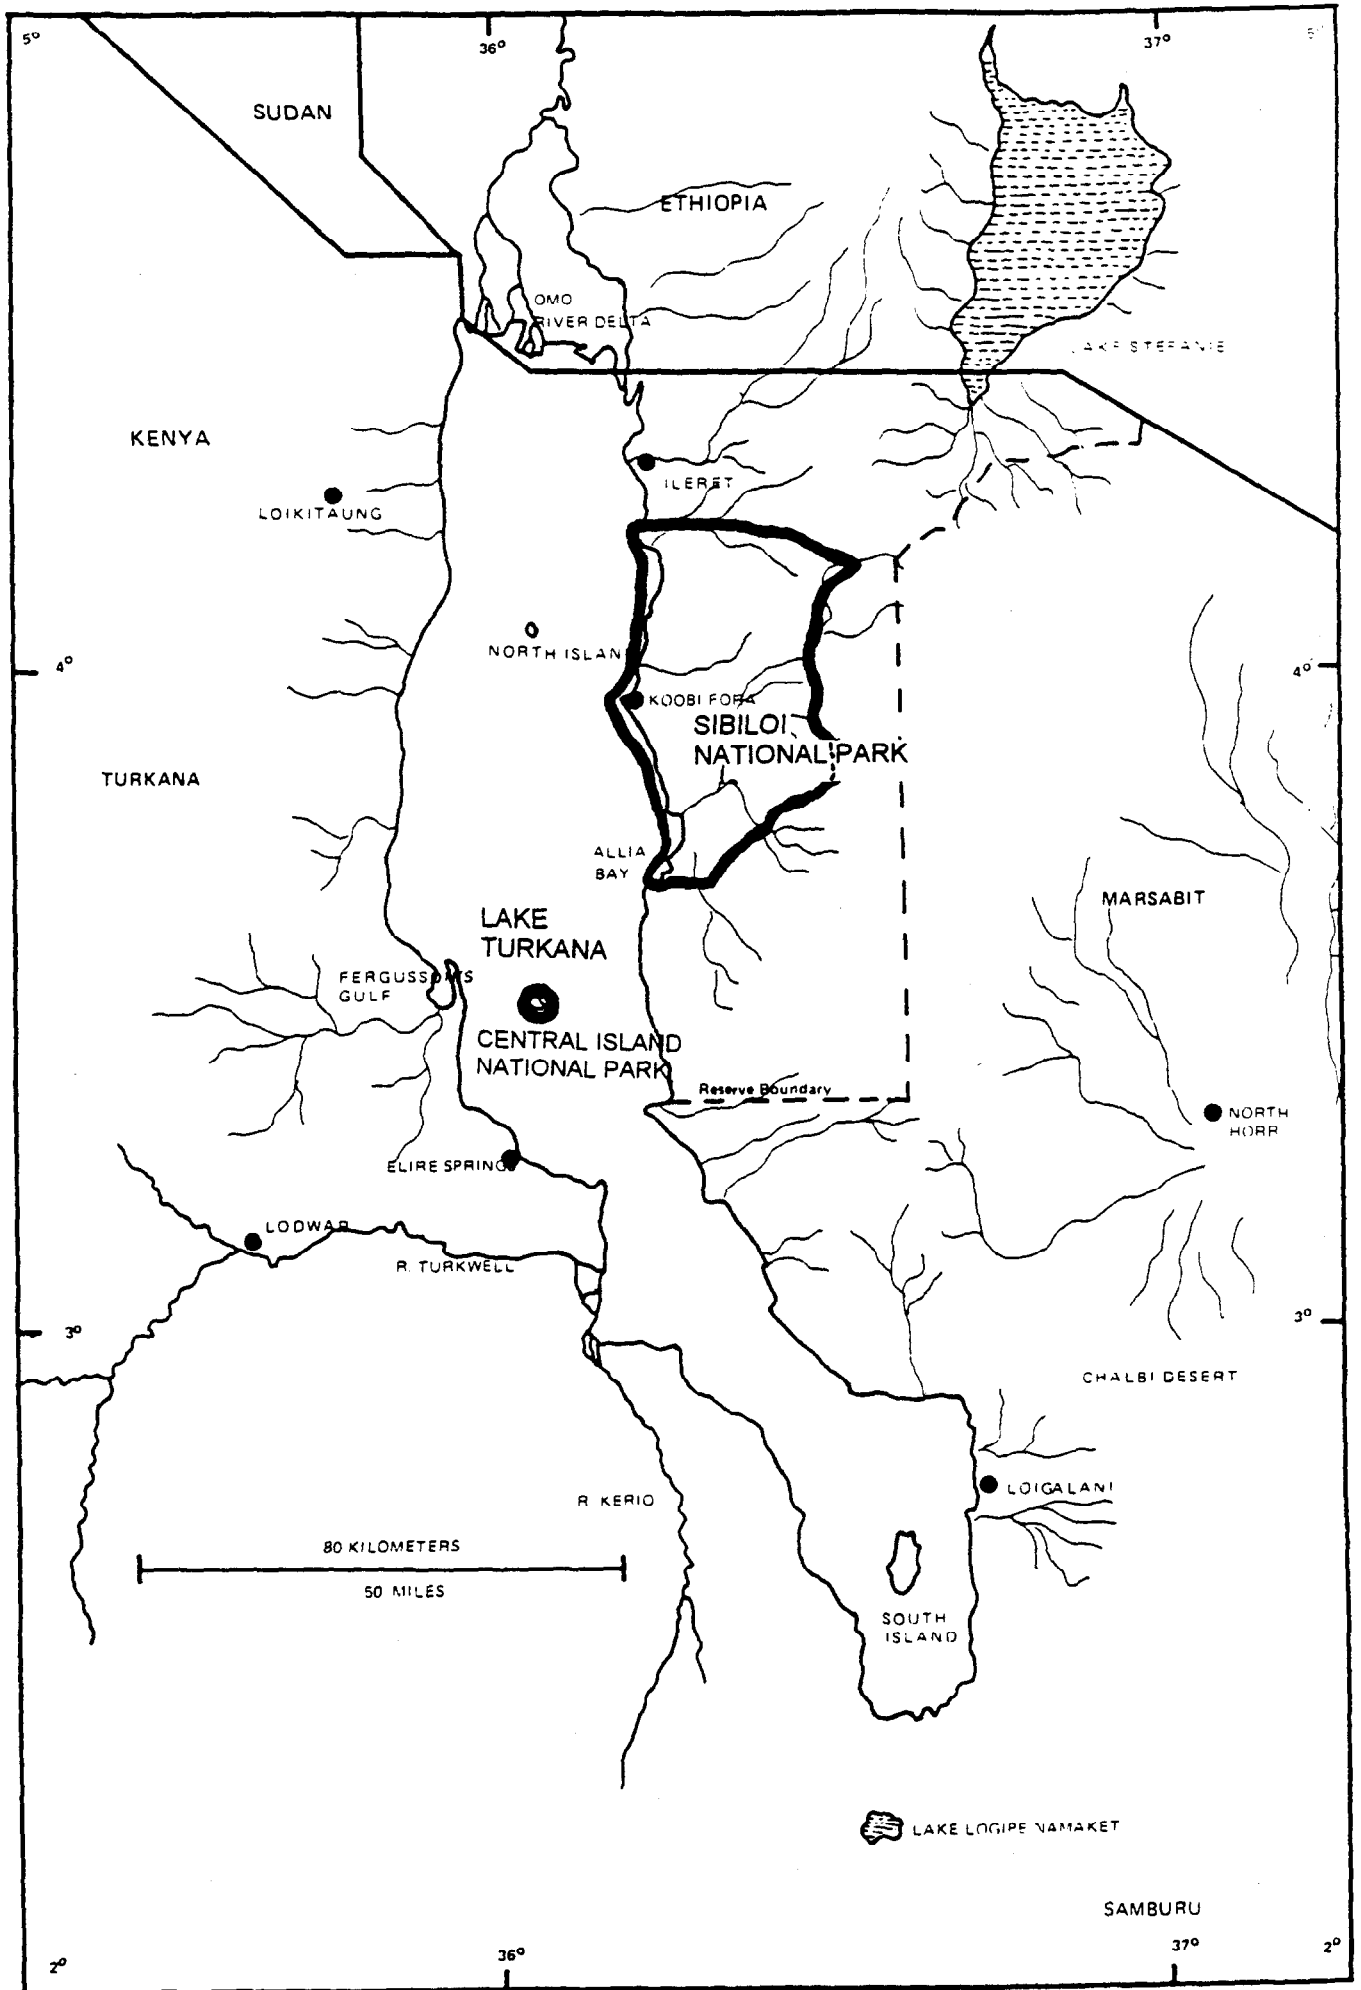 5°
36°
37°
SUDAN
ETHIOPIA
OMO
RIVER DELTA
LAKE STEFANIE
KENYA
ILERET
LOIKITAUNG
NORTH ISLAN
4°
4°
KOOBI FORA
SIBILOI
NATIONAL PARK
TURKANA
ALLIA
BAY
MARSABIT
LAKE
TURKANA
FERGUSSON'S
GULF
CENTRAL ISLAND
NATIONAL PARK
Reserve Boundary
NORTH
HORR
ELIRE SPRINGS
LODWAR
R. TURKWELL
3°
3°
CHALBI DESERT
LOIGALANI
R. KERIO
80 KILOMETERS
50 MILES
SOUTH
ISLAND
LAKE LOGIPE NAMAKET
SAMBURU
36°
37°
2°
2°